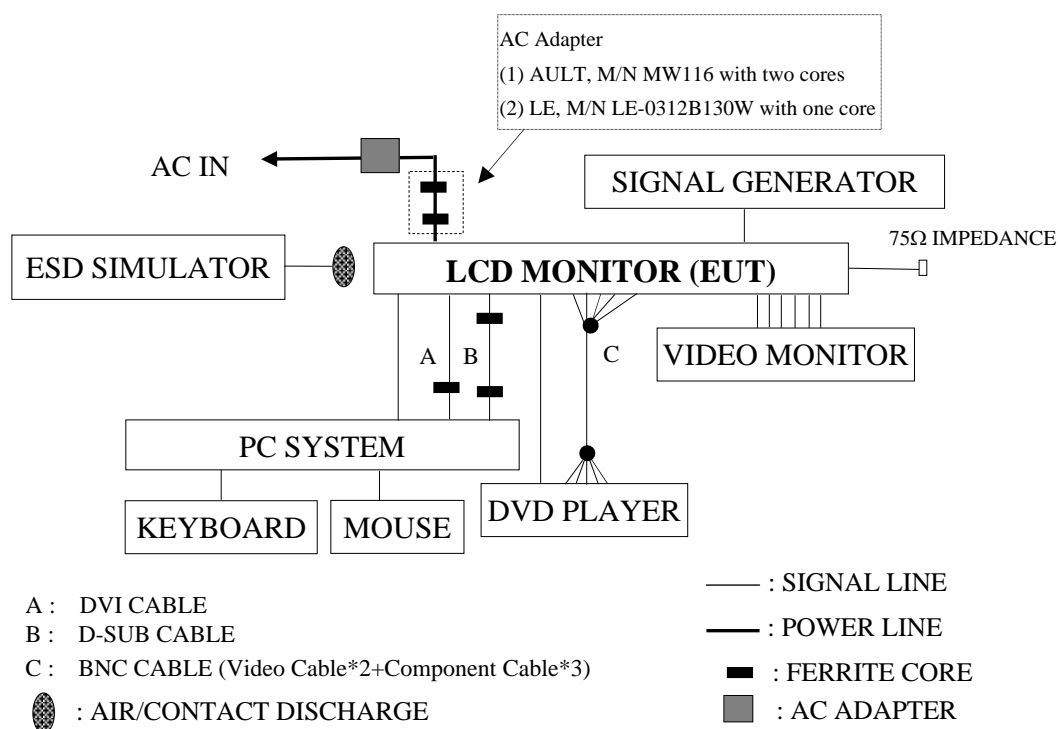 AC Adapter
(1) AULT, M/N MW116 with two cores
(2) LE, M/N LE-0312B130W with one core
AC IN
SIGNAL GENERATOR
75Ω IMPEDANCE
ESD SIMULATOR
LCD MONITOR (EUT)
A
B
C
VIDEO MONITOR
PC SYSTEM
KEYBOARD
MOUSE
DVD PLAYER
A : DVI CABLE
B : D-SUB CABLE
C : BNC CABLE (Video Cable*2+Component Cable*3)
: AIR/CONTACT DISCHARGE
: SIGNAL LINE
: POWER LINE
: FERRITE CORE
: AC ADAPTER